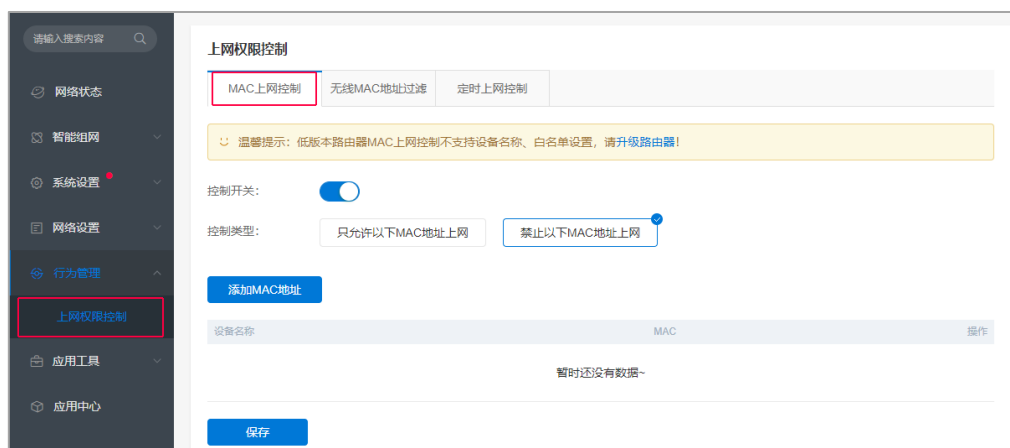 请输入搜索内容
网络状态
智能组网
系统设置
网络设置
行为管理
上网权限控制
应用工具
应用中心
上网权限控制
MAC上网控制 无线MAC地址过滤 定时上网控制
温馨提示：低版本路由器MAC上网控制不支持设备名称、白名单设置，请升级路由器！
控制开关：
控制类型： 只允许以下MAC地址上网 禁止以下MAC地址上网
添加MAC地址
设备名称 MAC 操作
暂时还没有数据~
保存